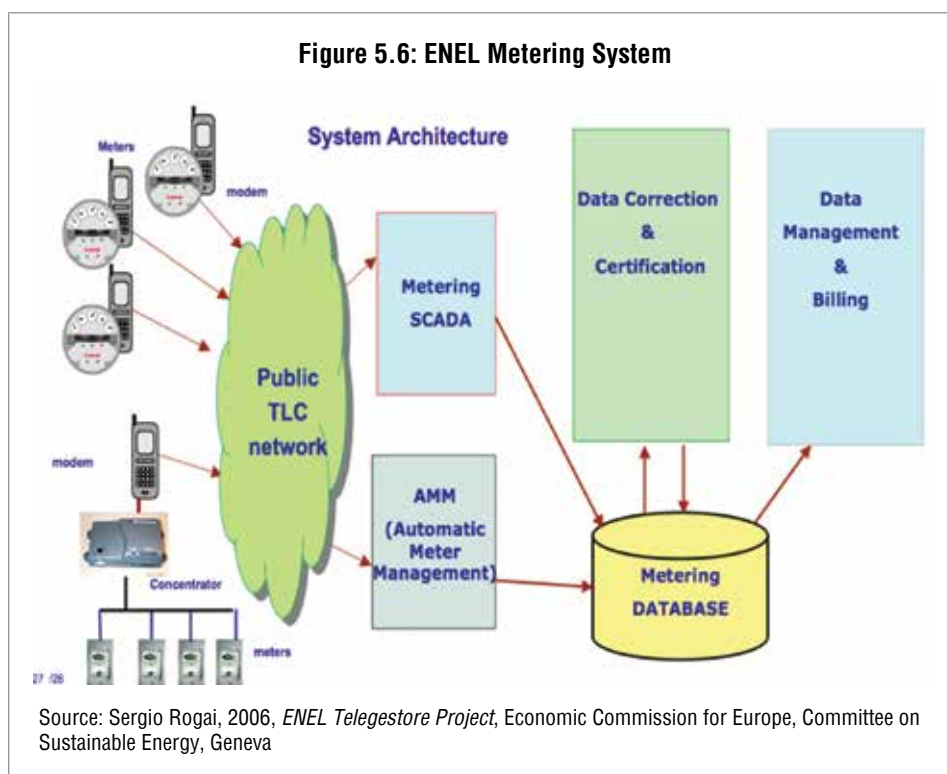 Figure 5.6: ENEL Metering System
System Architecture
Meters
modem
Data Correction
&
Certification
Data
Management
&
Billing
Metering
SCADA
Public
TLC
network
modem
AMM
(Automatic
Meter
Management)
Metering
DATABASE
Concentrator
meters
27 /26
Source: Sergio Rogai, 2006, ENEL Telegestore Project, Economic Commission for Europe, Committee on
Sustainable Energy, Geneva